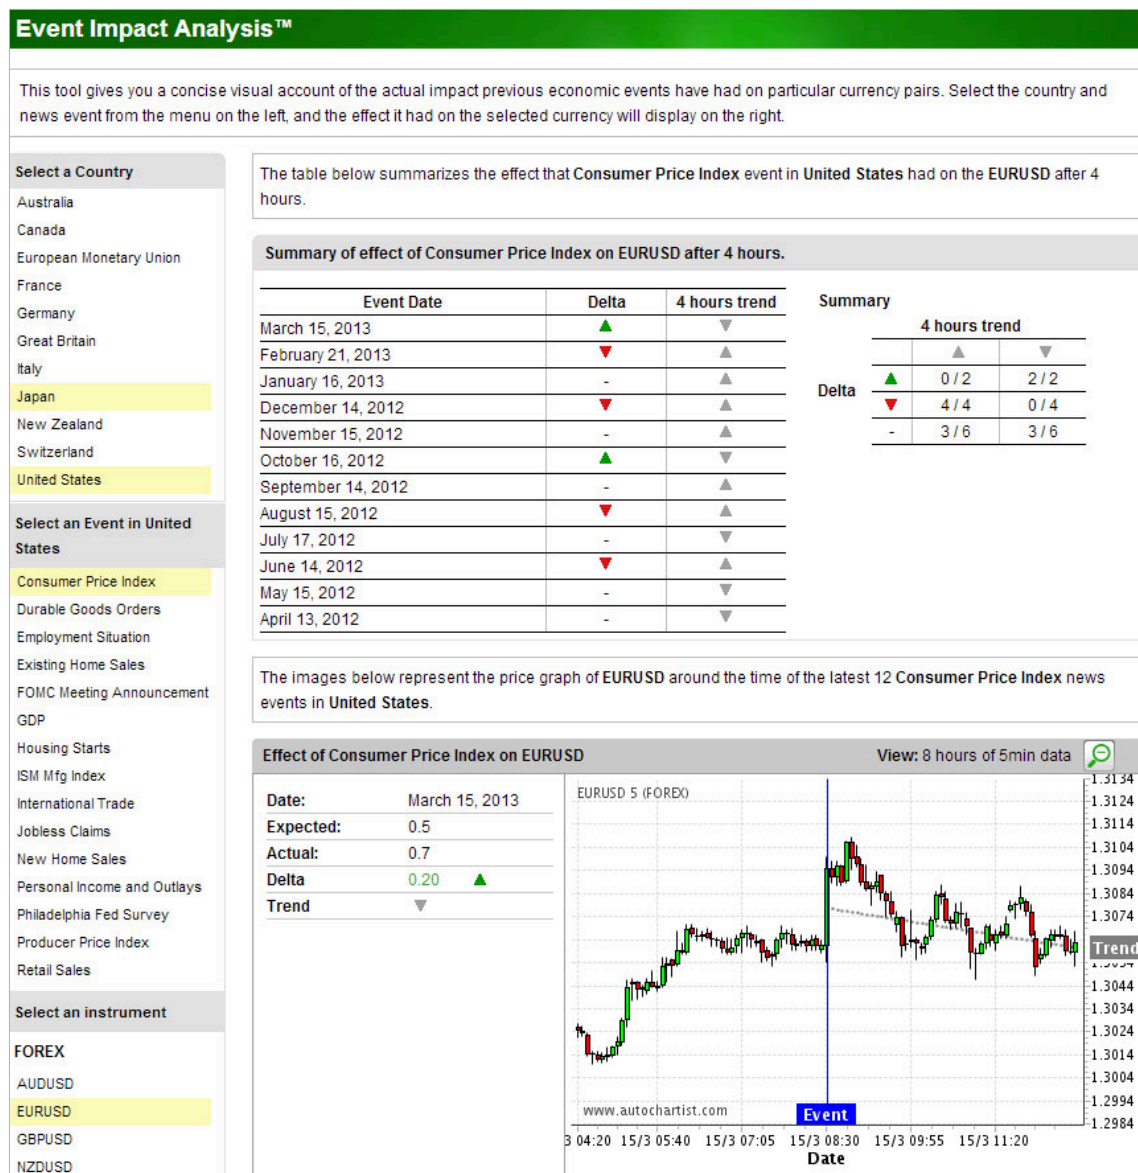 Event Impact Analysis™
This tool gives you a concise visual account of the actual impact previous economic events have had on particular currency pairs. Select the country and
news event from the menu on the left, and the effect it had on the selected currency will display on the right.
Select a Country
Australia
Canada
European Monetary Union
France
Germany
Great Britain
Italy
Japan
New Zealand
Switzerland
United States
Select an Event in United
States
Consumer Price Index
Durable Goods Orders
Employment Situation
Existing Home Sales
FOMC Meeting Announcement
GDP
Housing Starts
ISM Mfg Index
International Trade
Jobless Claims
New Home Sales
Personal Income and Outlays
Philadelphia Fed Survey
Producer Price Index
Retail Sales
Select an instrument
FOREX
AUDUSD
EURUSD
GBPUSD
NZDUSD
The table below summarizes the effect that Consumer Price Index event in United States had on the EURUSD after 4
hours.
Summary of effect of Consumer Price Index on EURUSD after 4 hours.
Event Date Delta 4 hours trend
March 15, 2013 ▲ ▼
February 21, 2013 ▼ ▲
January 16, 2013 - ▲
December 14, 2012 ▼ ▲
November 15, 2012 - ▲
October 16, 2012 ▲ ▼
September 14, 2012 - ▲
August 15, 2012 ▼ ▲
July 17, 2012 - ▼
June 14, 2012 ▼ ▲
May 15, 2012 - ▼
April 13, 2012 - ▼
Summary
4 hours trend
▲ ▼
Delta ▲ 0 / 2 2 / 2
▼ 4 / 4 0 / 4
- 3 / 6 3 / 6
The images below represent the price graph of EURUSD around the time of the latest 12 Consumer Price Index news
events in United States.
Effect of Consumer Price Index on EURUSD View: 8 hours of 5min data
Date: March 15, 2013
Expected: 0.5
Actual: 0.7
Delta 0.20 ▲
Trend ▼
EURUSD 5 (FOREX)
1.3134
1.3124
1.3114
1.3104
1.3094
1.3084
1.3074
Trend
1.3044
1.3034
1.3024
1.3014
1.3004
1.2994
1.2984
www.autochartist.com
Event
3 04:20 15/3 05:40 15/3 07:05 15/3 08:30 15/3 09:55 15/3 11:20
Date